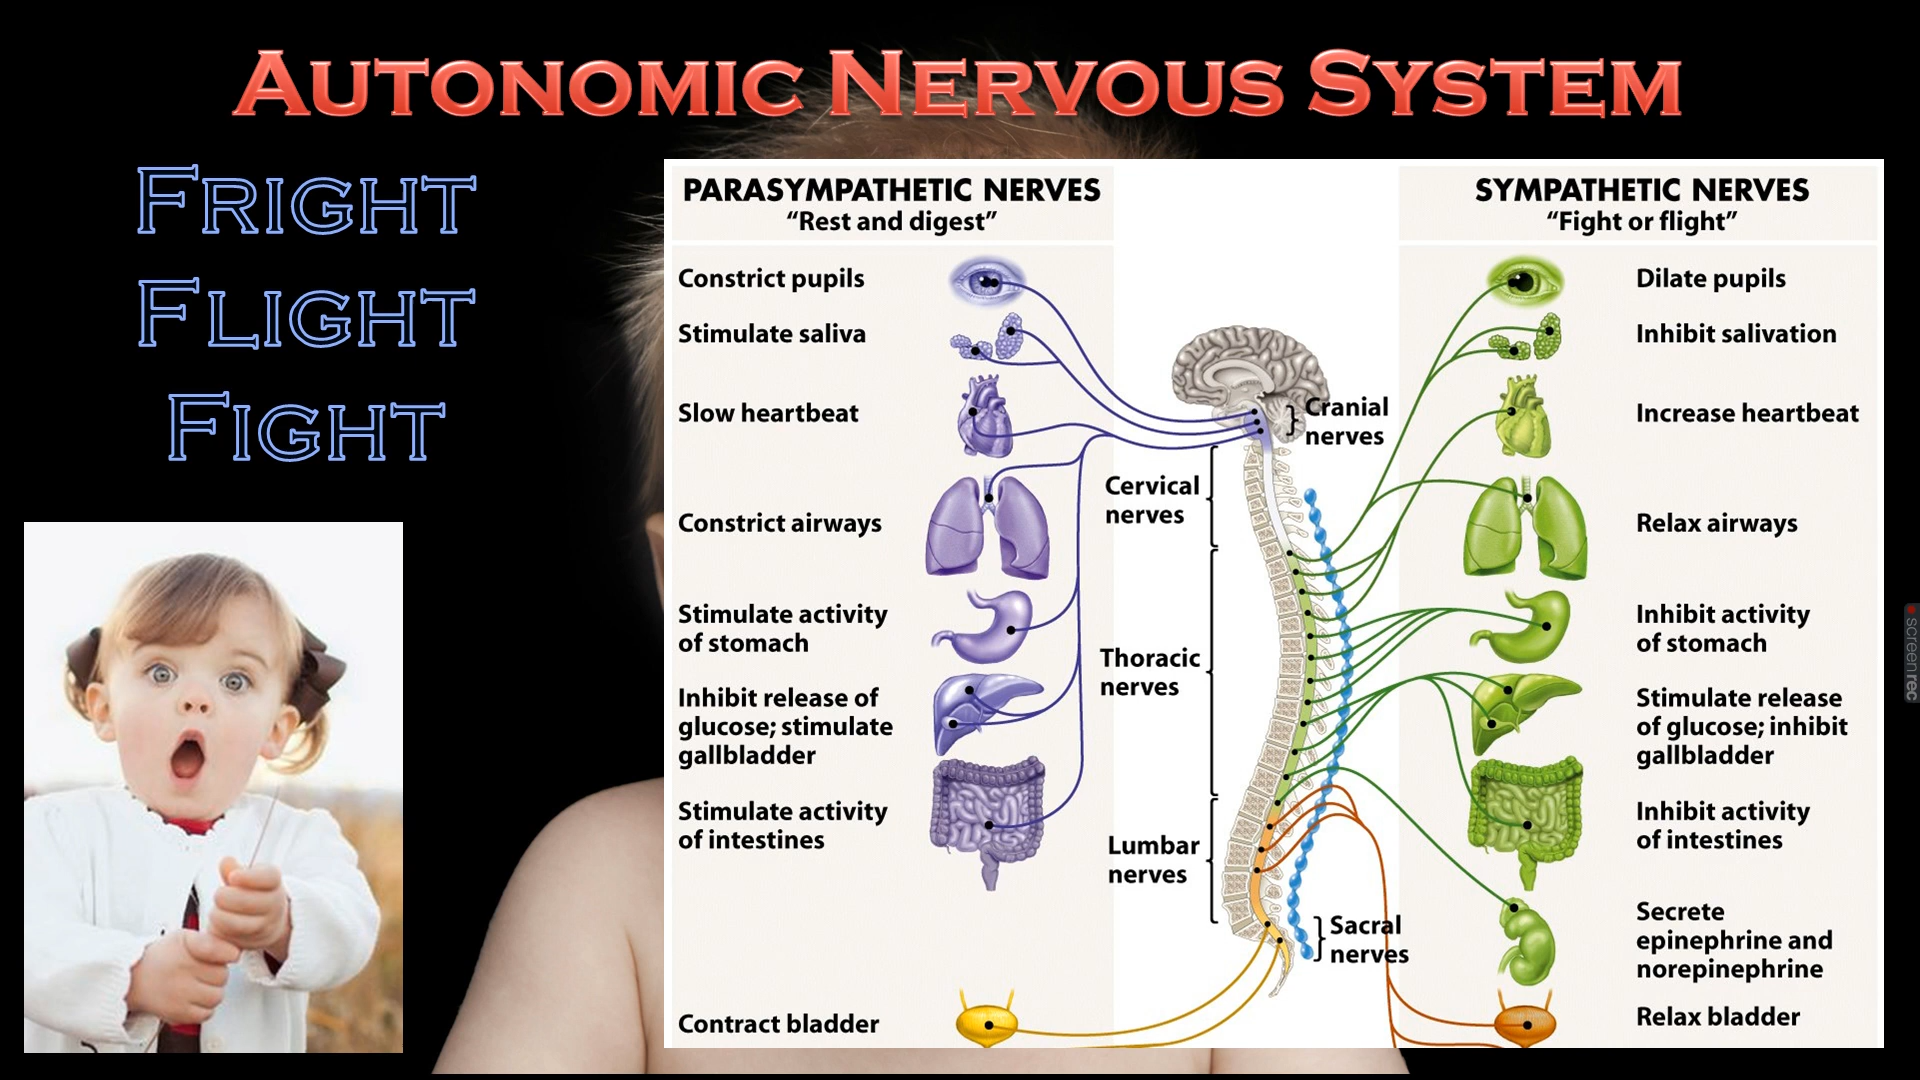 AUTONOMIC NERVOUS SYSTEM
FRIGHT
FLIGHT
FIGHT
PARASYMPATHETIC NERVES
“Rest and digest”
Constrict pupils
Stimulate saliva
Slow heartbeat
Constrict airways
Stimulate activity
of stomach
Inhibit release of
glucose; stimulate
gallbladder
Stimulate activity
of intestines
Contract bladder
Cranial
nerves
Cervical
nerves
Thoracic
nerves
Lumbar
nerves
Sacral
nerves
SYMPATHETIC NERVES
“Fight or flight”
Dilate pupils
Inhibit salivation
Increase heartbeat
Relax airways
Inhibit activity
of stomach
Stimulate release
of glucose; inhibit
gallbladder
Inhibit activity
of intestines
Secrete
epinephrine and
norepinephrine
Relax bladder
screenrec